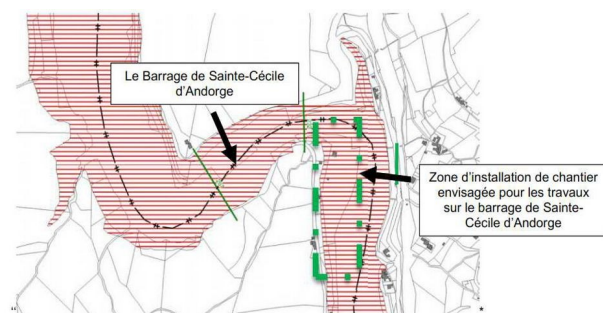 Le Barrage de Sainte-Cécile
d'Andorge
Zone d'installation de chantier
envisagée pour les travaux
sur le barrage de Sainte-
Cécile d'Andorge